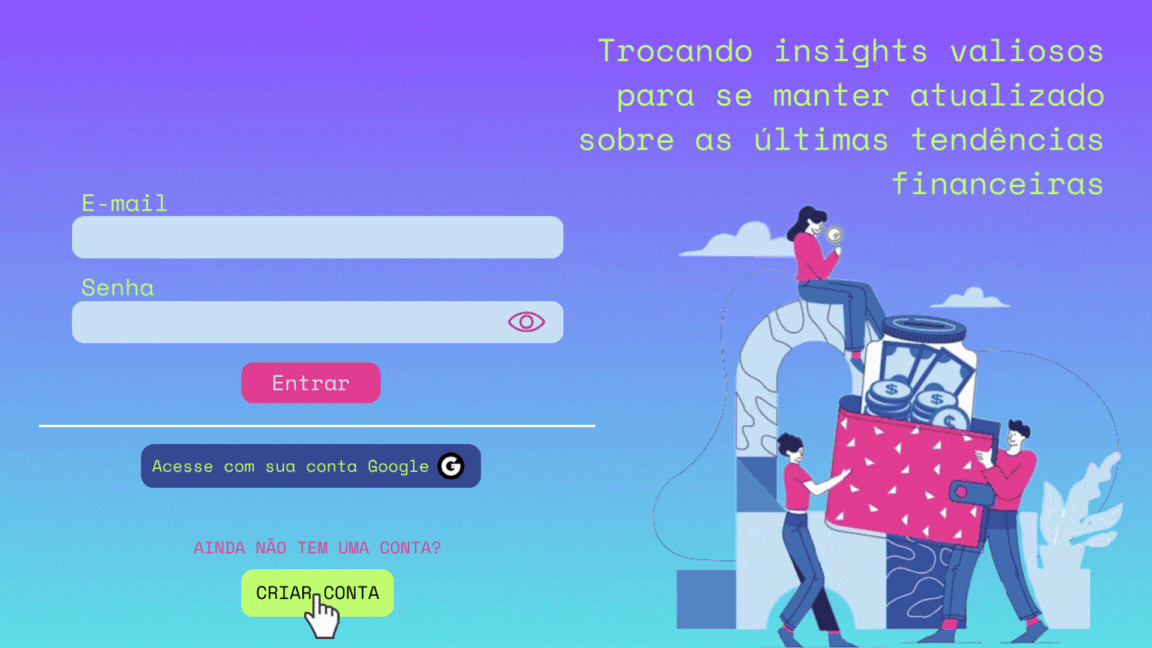 Trocando insights valiosos
para se manter atualizado
sobre as últimas tendências
financeiras
E-mail
Senha
Entrar
Acesse com sua conta Google G
AINDA NÃO TEM UMA CONTA?
CRIAR CONTA
$
$
$